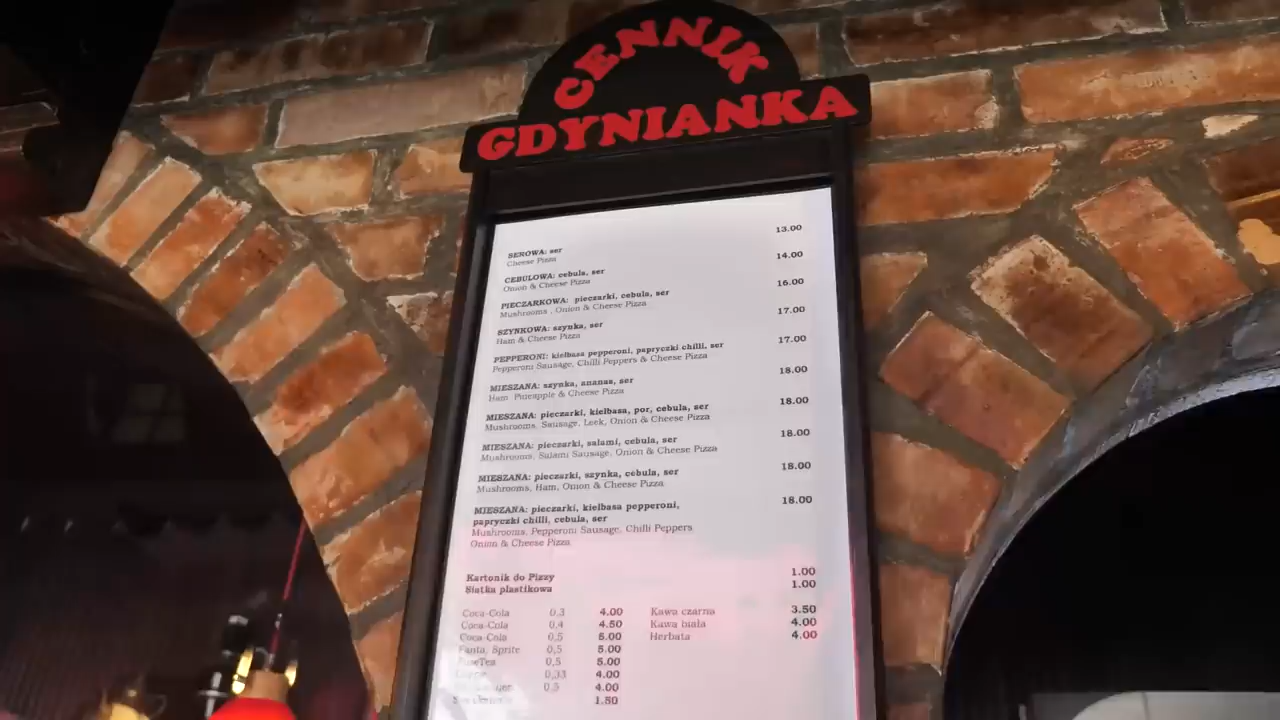 CENNIK
GDYNIANKA
SEROWA: ser 13.00
Cheese Pizza
CEBULOWA: cebula, ser 14.00
Onion & Cheese Pizza
PIECZARKOWA: pieczarki, cebula, ser 16.00
Mushrooms , Onion & Cheese Pizza
SZYNKOWA: szynka, ser 17.00
Ham & Cheese Pizza
PEPPERONI: kiełbasa pepperoni, papryczki chilli, ser 17.00
Pepperoni Sausage, Chilli Peppers & Cheese Pizza
MIESZANA: szynka, ananas, ser 18.00
Ham Pineapple & Cheese Pizza
MIESZANA: pieczarki, kiełbasa, por, cebula, ser 18.00
Mushrooms, Sausage, Leek, Onion & Cheese Pizza
MIESZANA: pieczarki, salami, cebula, ser 18.00
Mushrooms, Salami Sausage, Onion & Cheese Pizza
MIESZANA: pieczarki, szynka, cebula, ser 18.00
Mushrooms, Ham, Onion & Cheese Pizza
MIESZANA: pieczarki, kiełbasa pepperoni, 18.00
papryczki chilli, cebula, ser
Mushrooms, Pepperoni Sausage, Chilli Peppers
Onion & Cheese Pizza
Kartonik do Pizzy 1.00
Siatka plastikowa 1.00
Coca-Cola 0,3 4.00 Kawa czarna 3.50
Coca-Cola 0,4 4.50 Kawa biała 4.00
Coca-Cola 0,5 5.00 Herbata 4.00
Fanta, Sprite 0,5 5.00
FuzeTea 0,5 5.00
0,33 4.00
0,5 4.00
1.50